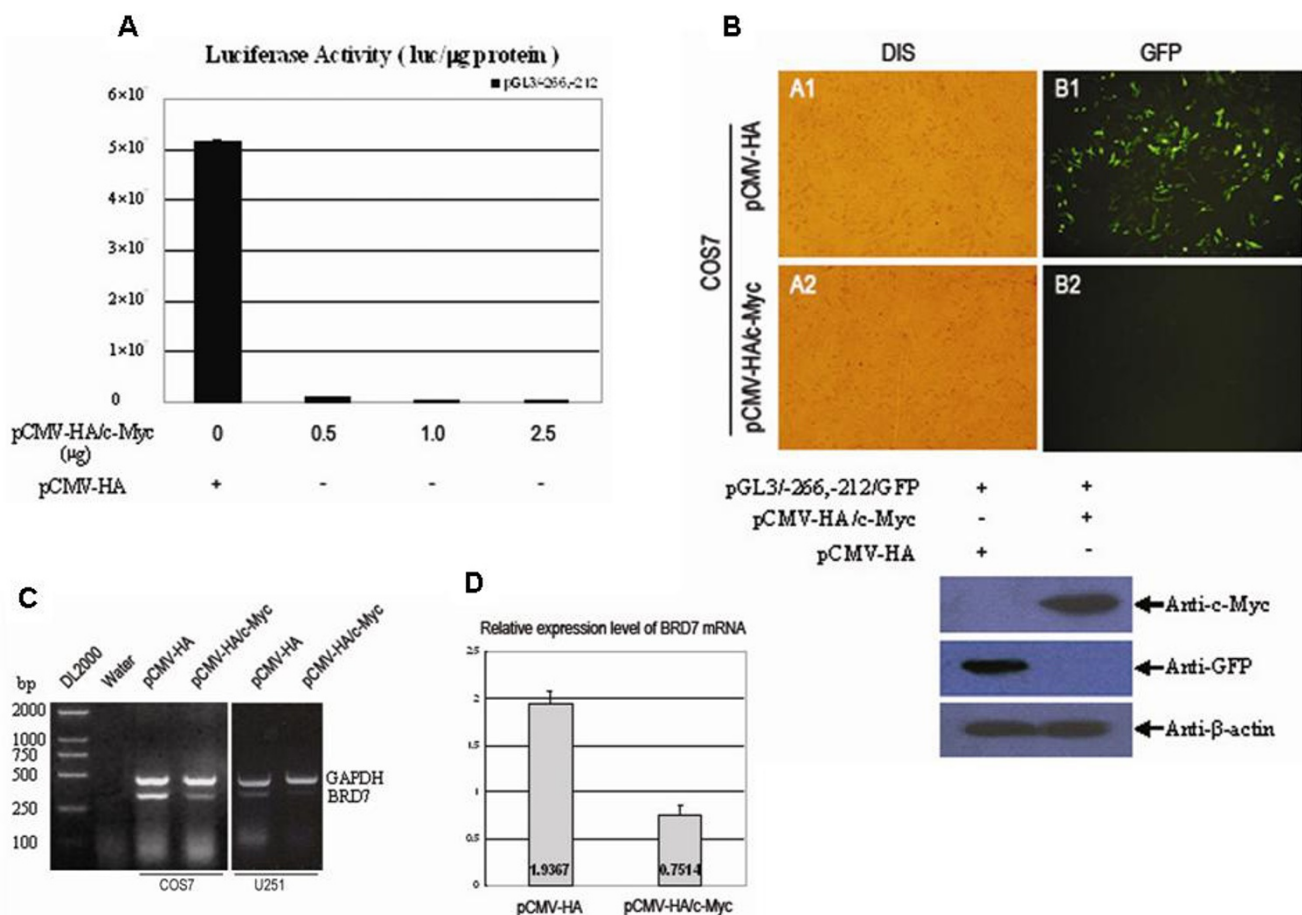 A
Luciferase Activity ( luc/μg protein )
■ pGL3/-266,-212
6×10
5×10
4×10
3×10
2×10
1×10
0
pCMV-HA/c-Myc 0 0.5 1.0 2.5
(μg)
pCMV-HA + - - -
B
DIS GFP
COS7
pCMV-HA
A1 B1
pCMV-HA/c-Myc
A2 B2
pGL3/-266,-212/GFP + +
pCMV-HA/c-Myc - +
pCMV-HA + -
Anti-c-Myc
Anti-GFP
Anti-β-actin
C
bp DL2000 Water pCMV-HA pCMV-HA/c-Myc pCMV-HA pCMV-HA/c-Myc
2000
1000
750
500
250
100
GAPDH
BRD7
COS7 U251
D
Relative expression level of BRD7 mRNA
2.5
2
1.5
1
0.5
0
1.9367 0.7514
pCMV-HA pCMV-HA/c-Myc